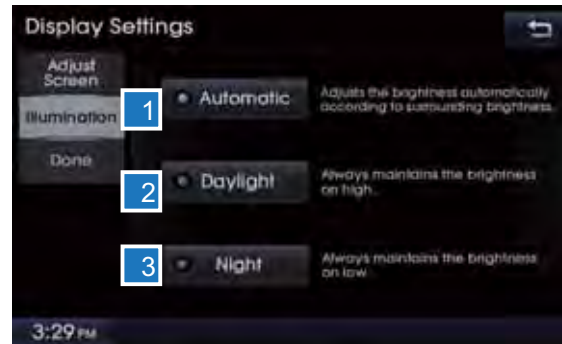 Display Settings
Adjust
Screen
Illumination
Done
1
Automatic
Adjusts the brightness automatically
according to surrounding brightness.
2
Daylight
Always maintains the brightness
on high.
3
Night
Always maintains the brightness
on low
3:29 PM